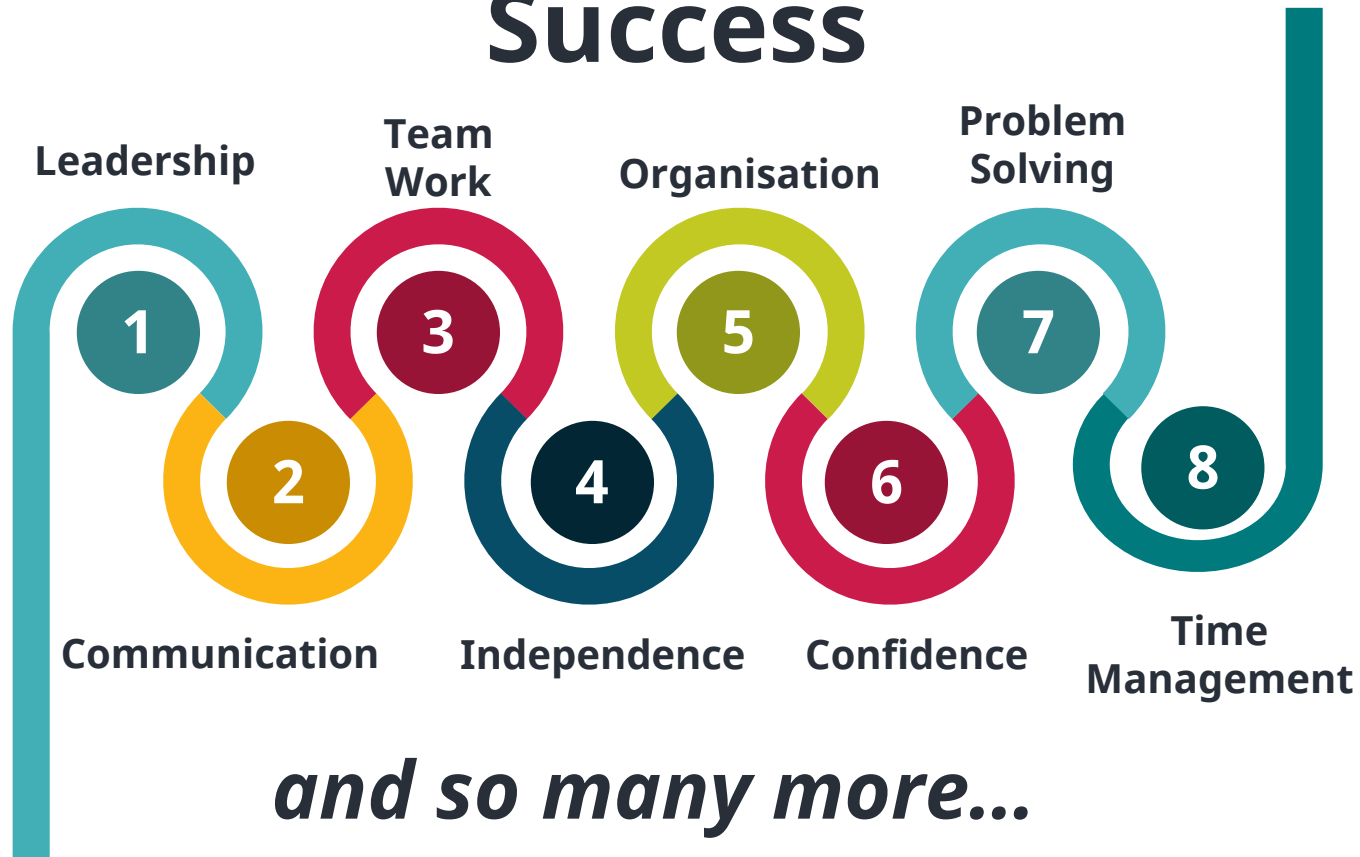 Success
Leadership
1
Communication
2
Team
Work
3
Independence
4
Organisation
5
Confidence
6
Problem
Solving
7
Time
Management
8
and so many more...